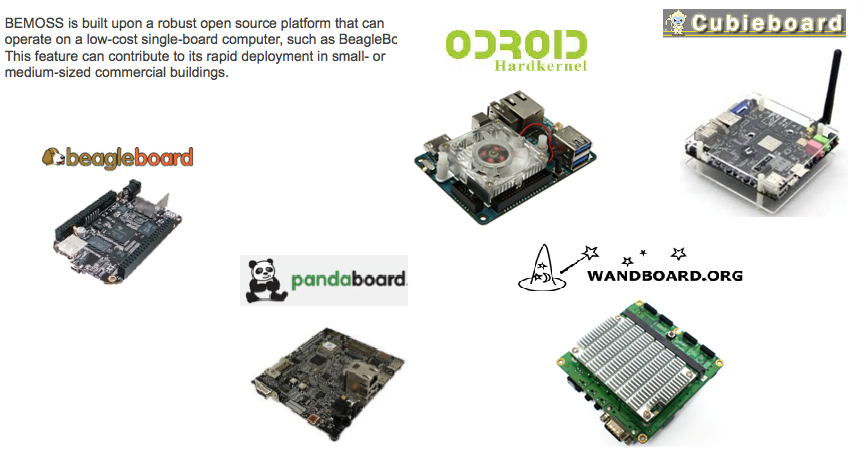 BEMOSS is built upon a robust open source platform that can
operate on a low-cost single-board computer, such as BeagleBo
This feature can contribute to its rapid deployment in small- or
medium-sized commercial buildings.
ODROID
Hardkernel
Cubieboard
beagleboard
pandaboard
WANDBOARD.ORG